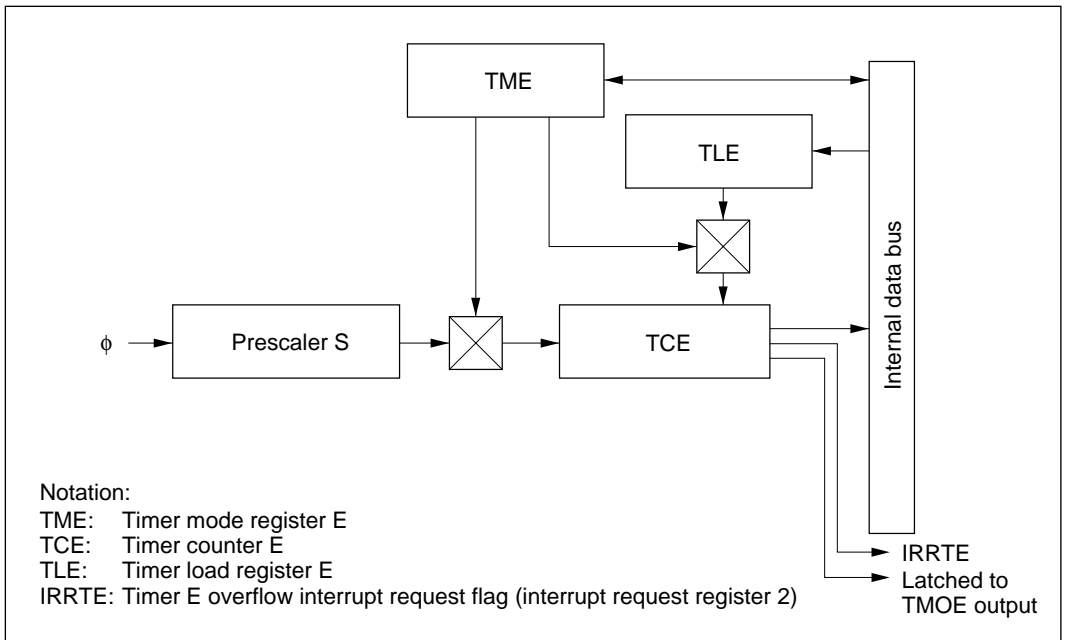 TME
TLE
Internal data bus
φ
Prescaler S
TCE
Notation:
TME: Timer mode register E
TCE: Timer counter E
TLE: Timer load register E
IRRTE: Timer E overflow interrupt request flag (interrupt request register 2)
IRRTE
Latched to
TMOE output